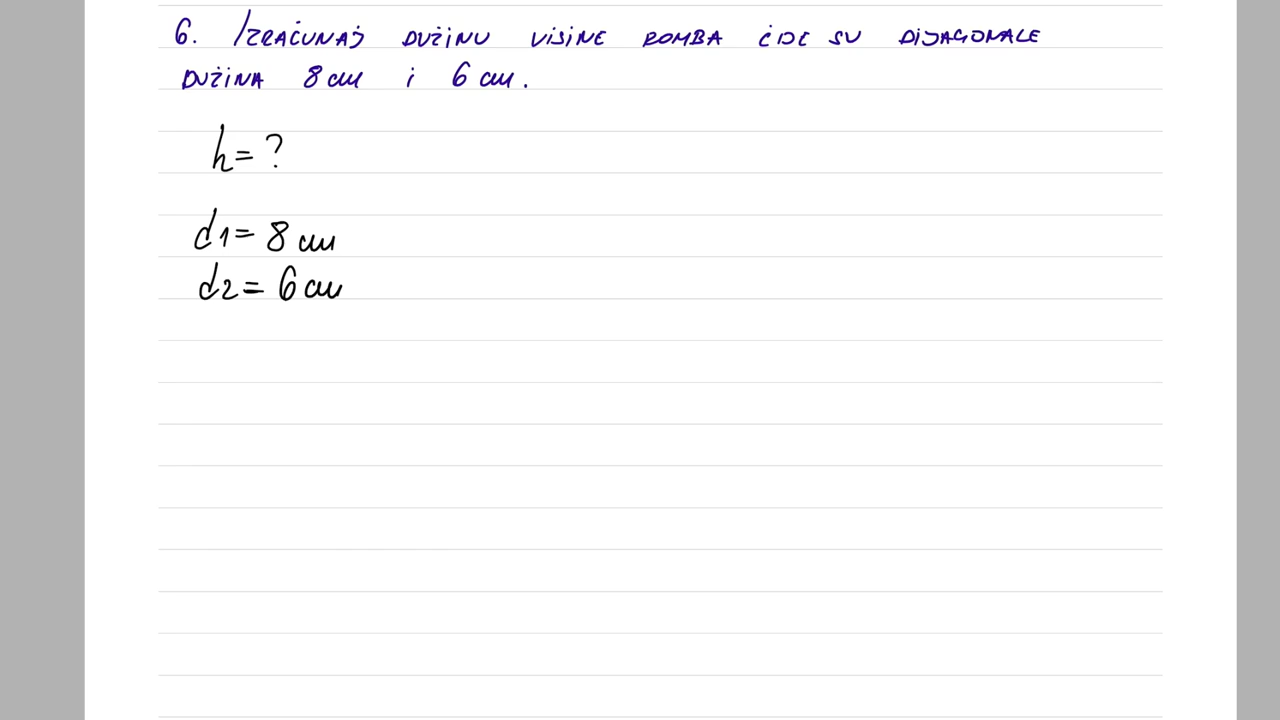 6. IZRAČUNAJ DUŽINU VISINE ROMBA ČIJE SU DIJAGONALE
DUŽINA 8 cm i 6 cm.
h = ?
d1 = 8 cm
d2 = 6 cm